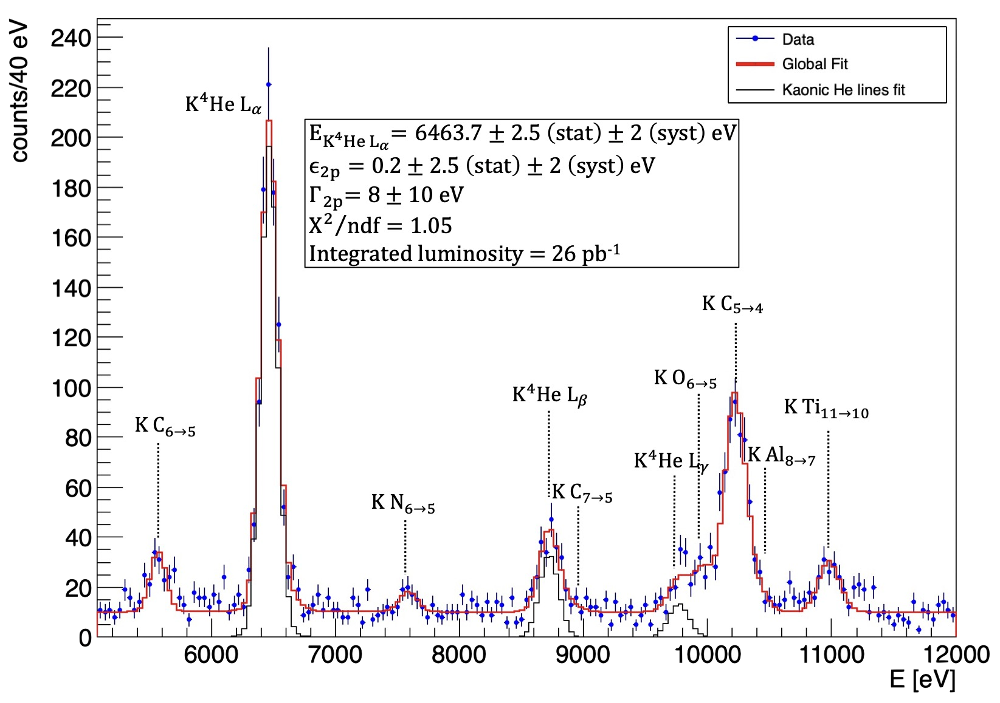 counts/40 eV
240
220
200
180
160
140
120
100
80
60
40
20
0
Data
Global Fit
Kaonic He lines fit
K⁴He Lα
E_K⁴He Lα = 6463.7 ± 2.5 (stat) ± 2 (syst) eV
ϵ₂ₚ = 0.2 ± 2.5 (stat) ± 2 (syst) eV
Γ₂ₚ = 8 ± 10 eV
X²/ndf = 1.05
Integrated luminosity = 26 pb⁻¹
K C₅→₄
K O₆→₅
K⁴He Lβ
K Ti₁₁→₁₀
K C₆→₅
K⁴He Lγ
K Al₈→₇
K C₇→₅
K N₆→₅
6000
7000
8000
9000
10000
11000
12000
E [eV]